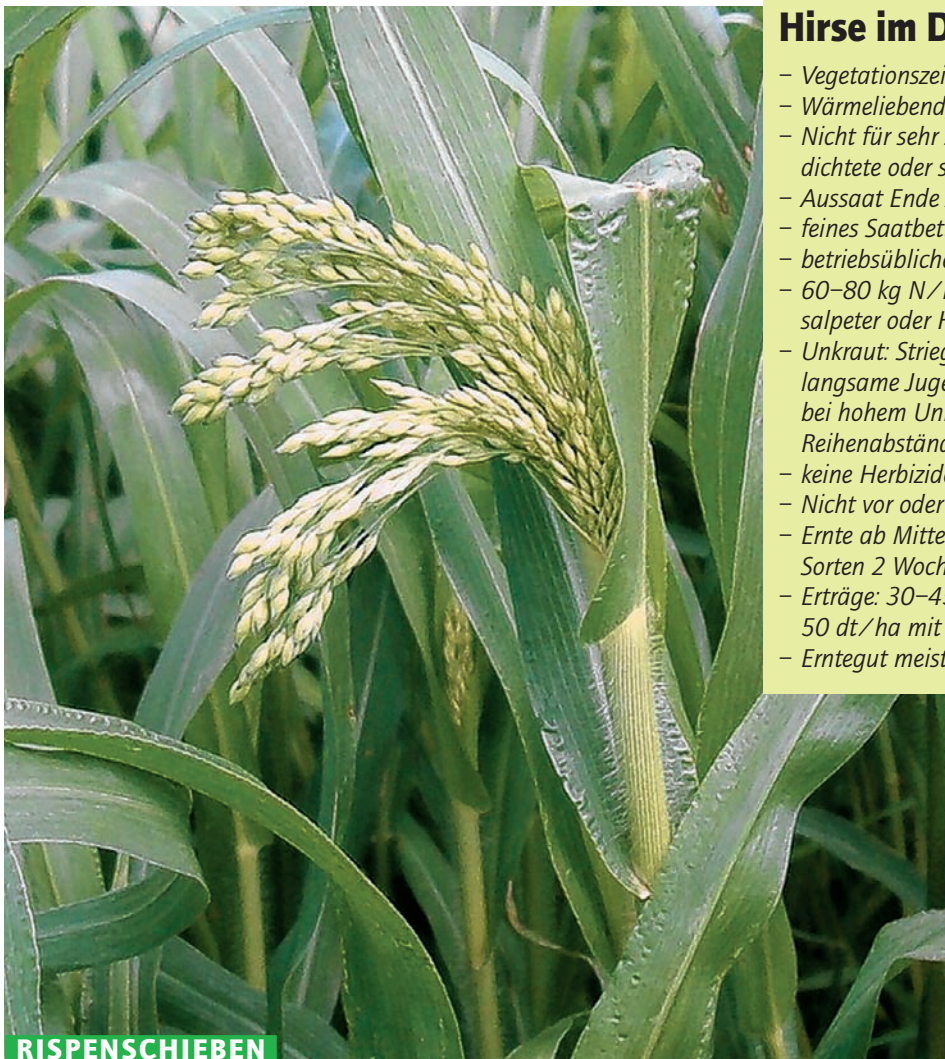 Hirse im
– Vegetationszei
– Wärmeliebend
– Nicht für sehr
dichtete oder s
– Aussaat Ende
– feines Saatbet
– betriebsübliche
– 60–80 kg N/
salpeter oder
– Unkraut: Strieg
langsame Juge
bei hohem Un
Reihenabstän
– keine Herbizid
– Nicht vor oder
– Ernte ab Mitte
Sorten 2 Woch
– Erträge: 30–4
50 dt/ha mit
– Erntegut meist
RISPENSCHIEBEN